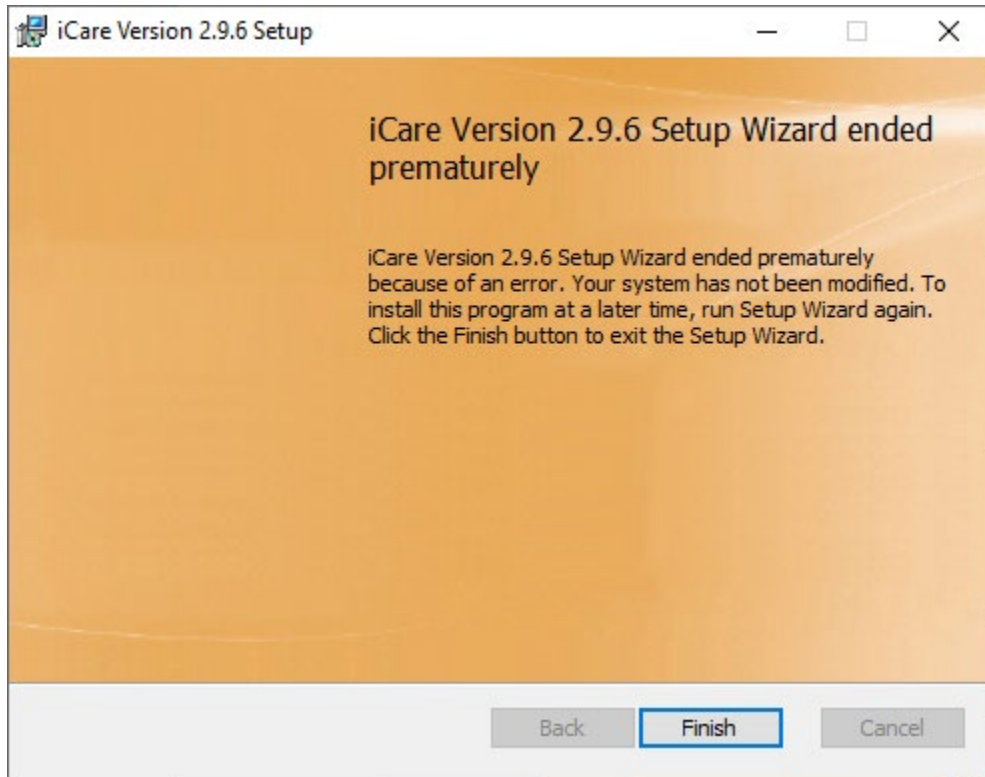 iCare Version 2.9.6 Setup
iCare Version 2.9.6 Setup Wizard ended
prematurely
iCare Version 2.9.6 Setup Wizard ended prematurely
because of an error. Your system has not been modified. To
install this program at a later time, run Setup Wizard again.
Click the Finish button to exit the Setup Wizard.
Back Finish Cancel